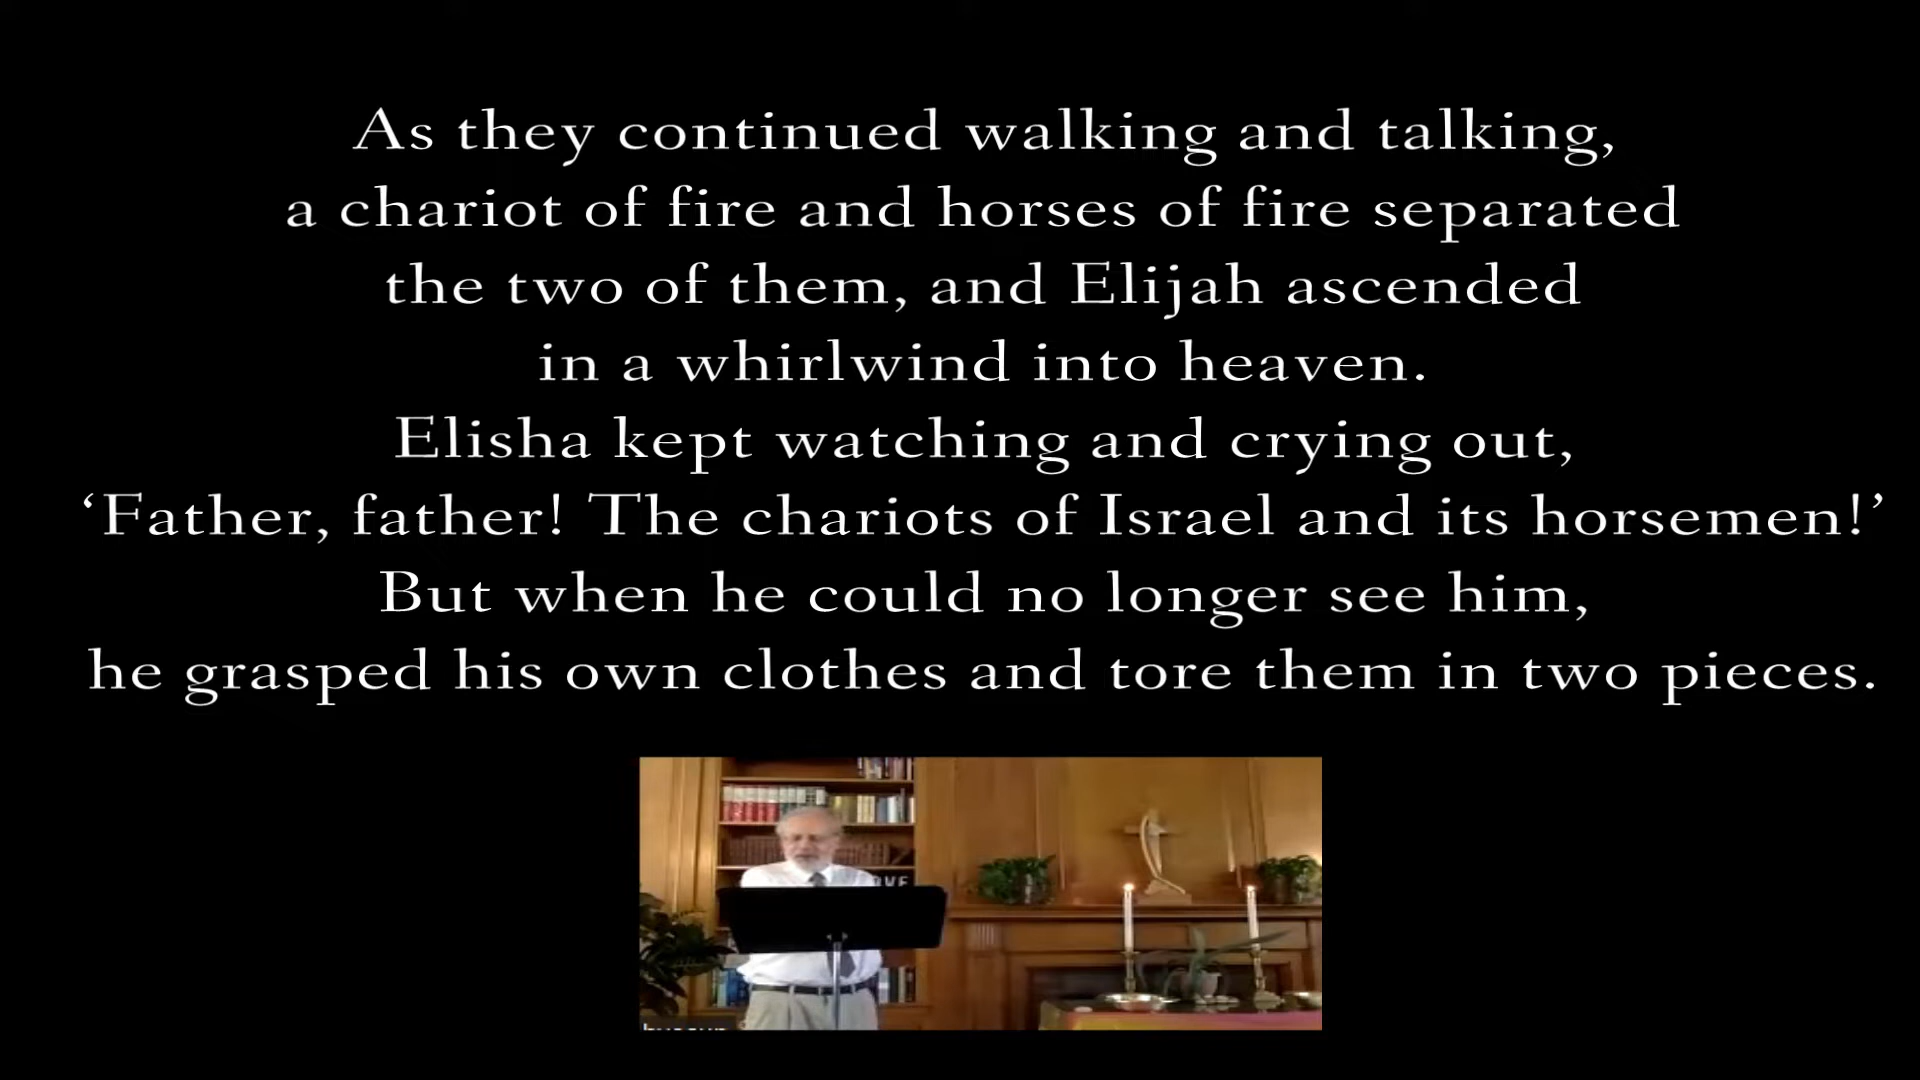 As they continued walking and talking,
a chariot of fire and horses of fire separated
the two of them, and Elijah ascended
in a whirlwind into heaven.
Elisha kept watching and crying out,
‘Father, father! The chariots of Israel and its horsemen!’
But when he could no longer see him,
he grasped his own clothes and tore them in two pieces.